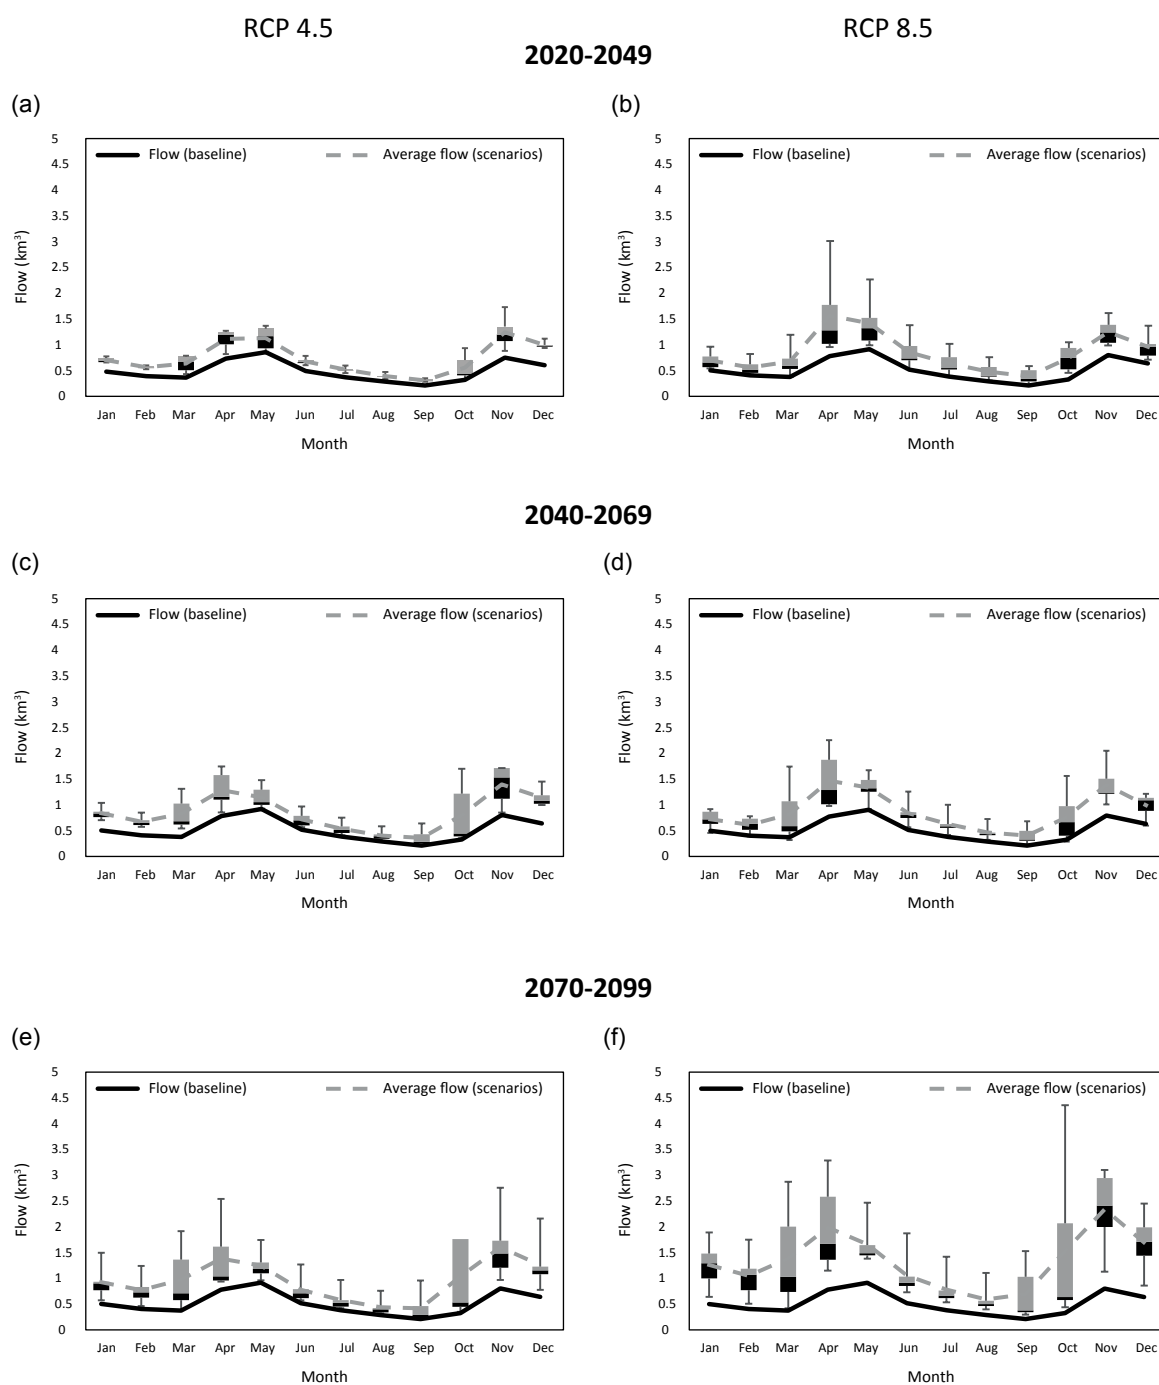 RCP 4.5 RCP 8.5
2020-2049
(a) (b)
Flow (baseline) Average flow (scenarios) Flow (baseline) Average flow (scenarios)
5 5
4.5 4.5
4 4
3.5 3.5
3 3
2.5 2.5
2 2
1.5 1.5
1 1
0.5 0.5
0 0
Flow (km³) Flow (km³)
Jan Feb Mar Apr May Jun Jul Aug Sep Oct Nov Dec Jan Feb Mar Apr May Jun Jul Aug Sep Oct Nov Dec
Month Month
2040-2069
(c) (d)
Flow (baseline) Average flow (scenarios) Flow (baseline) Average flow (scenarios)
5 5
4.5 4.5
4 4
3.5 3.5
3 3
2.5 2.5
2 2
1.5 1.5
1 1
0.5 0.5
0 0
Flow (km³) Flow (km³)
Jan Feb Mar Apr May Jun Jul Aug Sep Oct Nov Dec Jan Feb Mar Apr May Jun Jul Aug Sep Oct Nov Dec
Month Month
2070-2099
(e) (f)
Flow (baseline) Average flow (scenarios) Flow (baseline) Average flow (scenarios)
5 5
4.5 4.5
4 4
3.5 3.5
3 3
2.5 2.5
2 2
1.5 1.5
1 1
0.5 0.5
0 0
Flow (km³) Flow (km³)
Jan Feb Mar Apr May Jun Jul Aug Sep Oct Nov Dec Jan Feb Mar Apr May Jun Jul Aug Sep Oct Nov Dec
Month Month